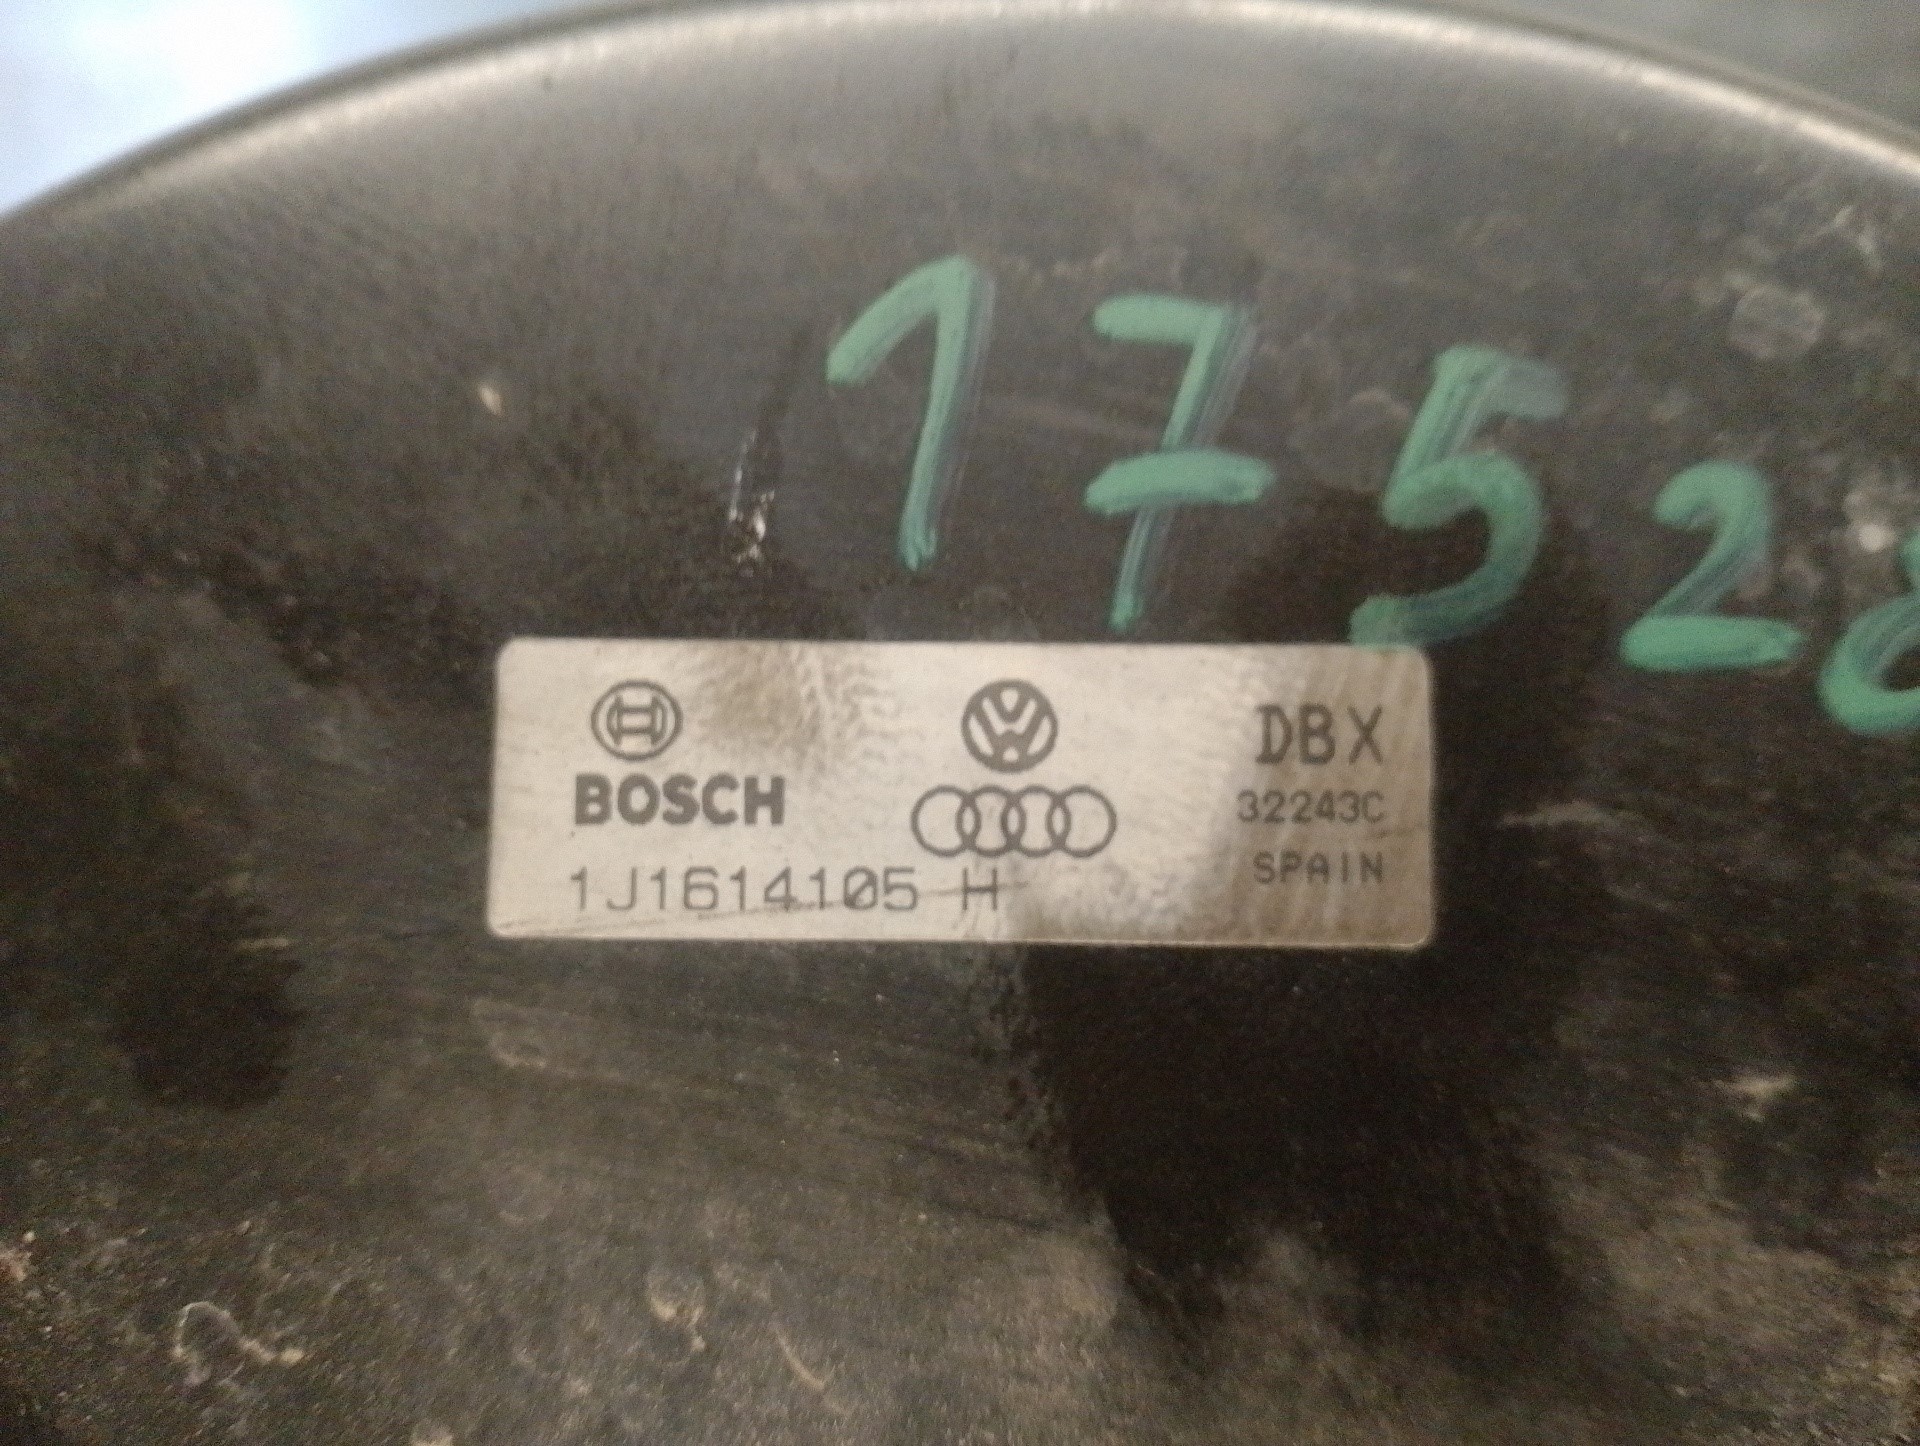 1752
BOSCH
1J1614105 H
DBX
32243C
SPAIN